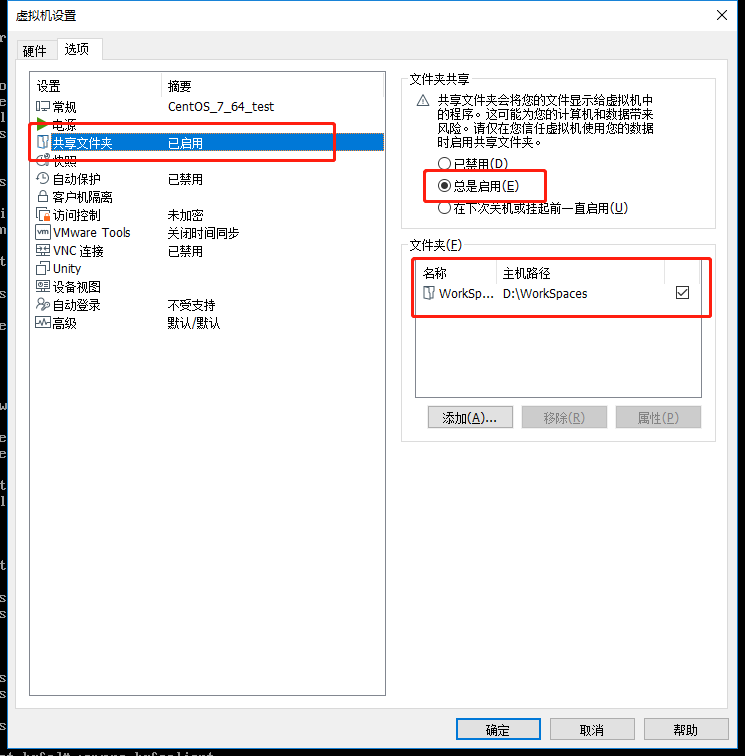 虚拟机设置
硬件 选项
设置 摘要
常规 CentOS_7_64_test
电源
共享文件夹 已启用
快照
自动保护 已禁用
客户机隔离
访问控制 未加密
VMware Tools 关闭时间同步
VNC 连接 已禁用
Unity
设备视图
自动登录 不受支持
高级 默认/默认
文件夹共享
共享文件夹会将您的文件显示给虚拟机中
的程序。这可能为您的计算机和数据带来
风险。请仅在您信任虚拟机使用您的数据
时启用共享文件夹。
已禁用(D)
总是启用(E)
在下次关机或挂起前一直启用(U)
文件夹(F)
名称 主机路径
WorkSp... D:\WorkSpaces
添加(A)... 移除(R) 属性(P)
确定 取消 帮助